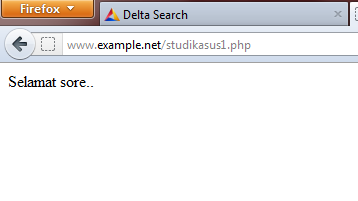 Firefox
Delta Search
www.example.net/studikasus1.php
Selamat sore..